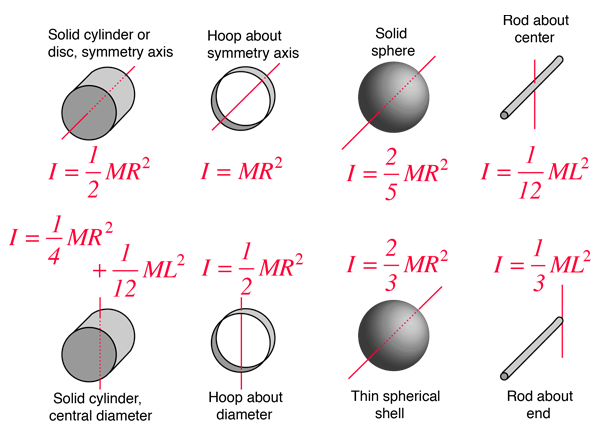 Solid cylinder or
disc, symmetry axis
I = 1/2 MR²
Hoop about
symmetry axis
I = MR²
Solid
sphere
I = 2/5 MR²
Rod about
center
I = 1/12 ML²
I = 1/4 MR²
+ 1/12 ML²
Solid cylinder,
central diameter
I = 1/2 MR²
Hoop about
diameter
I = 2/3 MR²
Thin spherical
shell
I = 1/3 ML²
Rod about
end